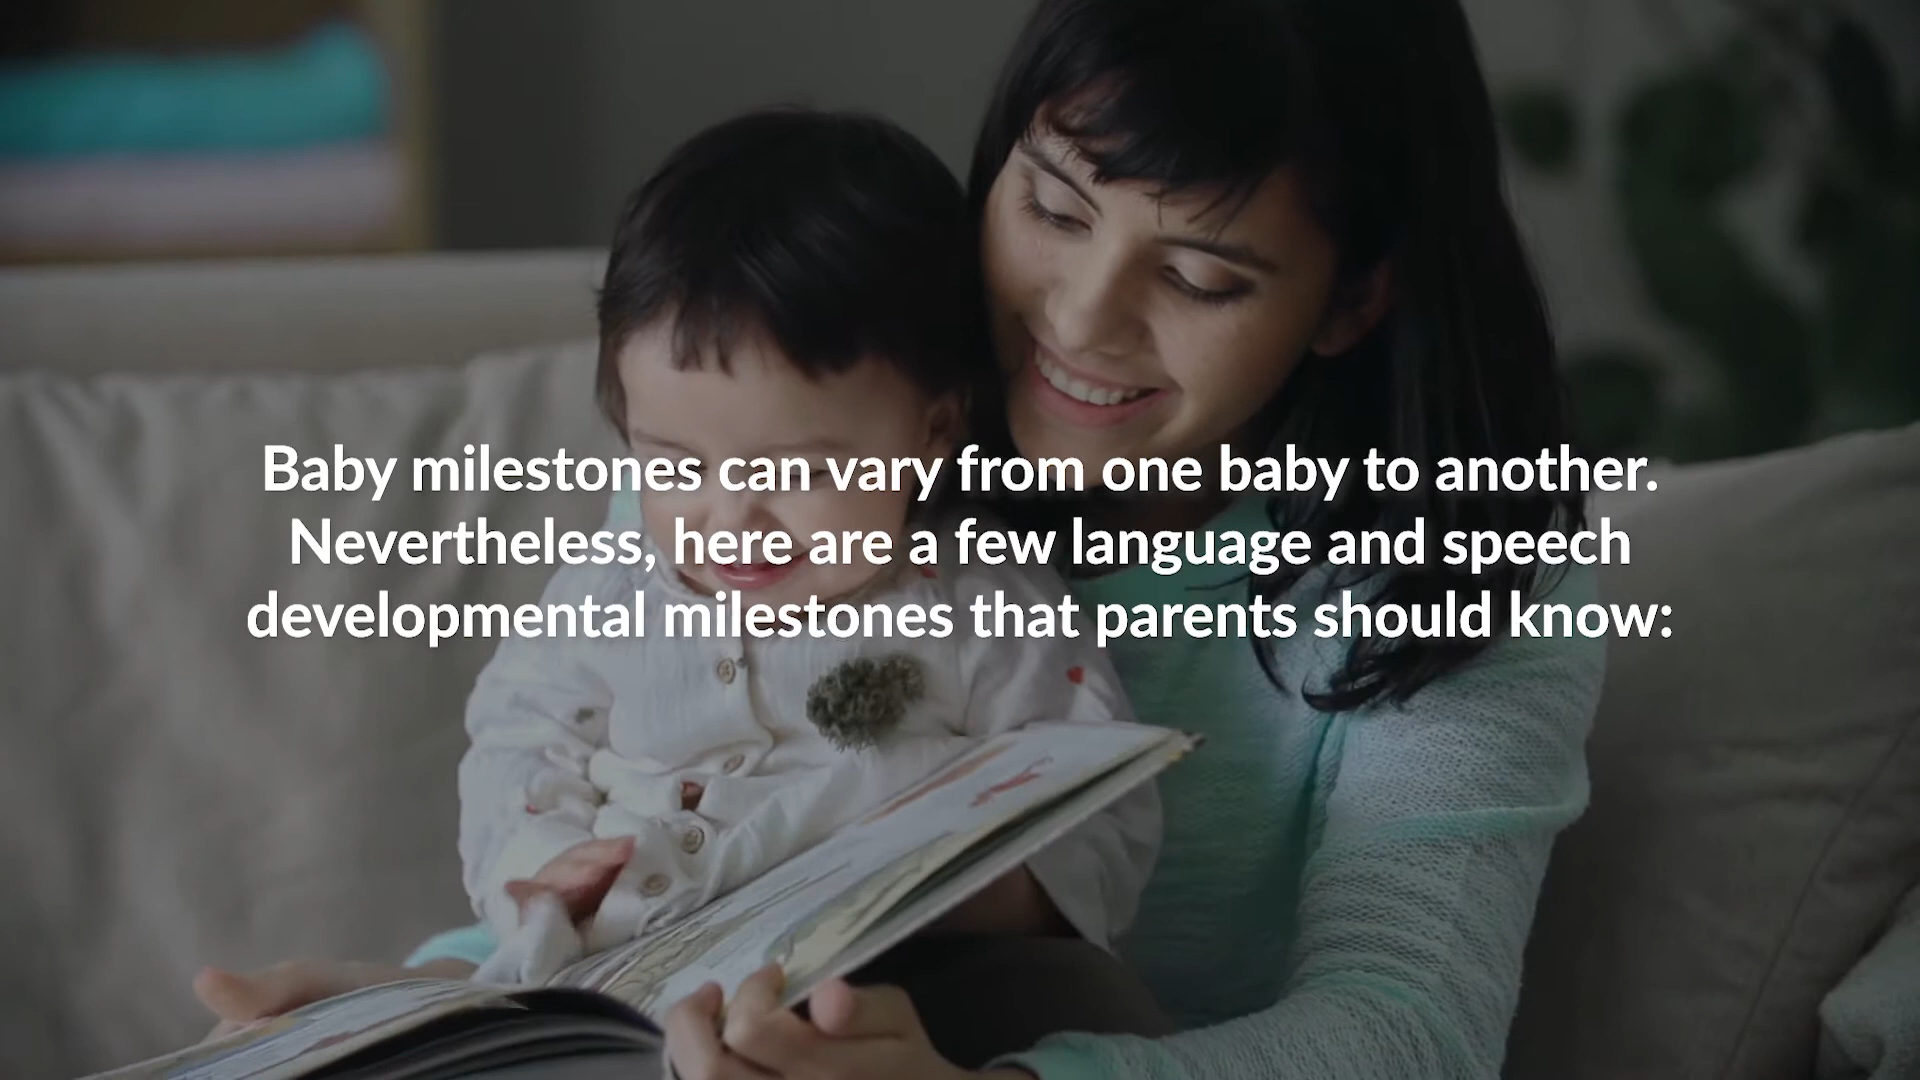 Baby milestones can vary from one baby to another.
Nevertheless, here are a few language and speech
developmental milestones that parents should know: